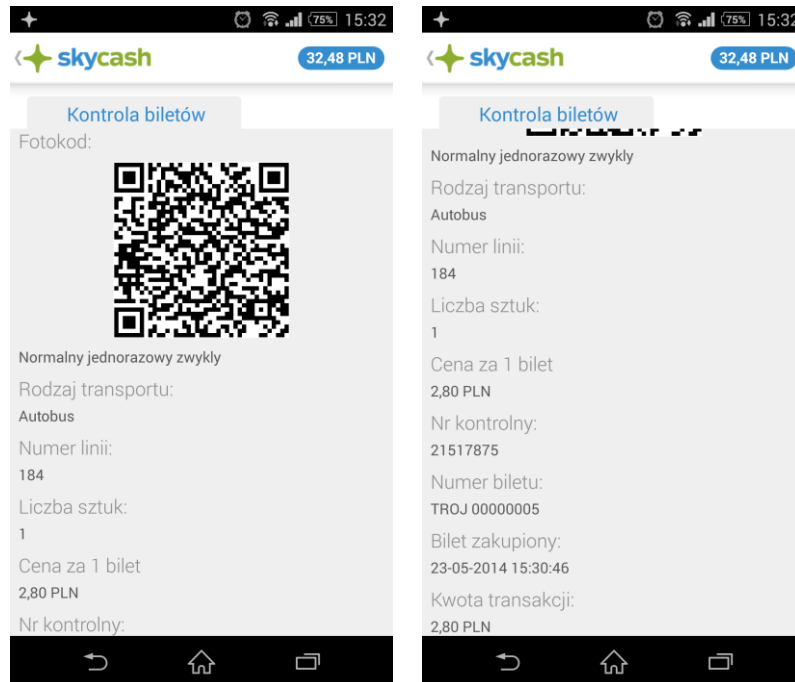 75% 15:32
skycash
32,48 PLN
Kontrola biletów
Fotokod:
Normalny jednorazowy zwykly
Rodzaj transportu:
Autobus
Numer linii:
184
Liczba sztuk:
1
Cena za 1 bilet
2,80 PLN
Nr kontrolny:
75% 15:32
skycash
32,48 PLN
Kontrola biletów
Normalny jednorazowy zwykly
Rodzaj transportu:
Autobus
Numer linii:
184
Liczba sztuk:
1
Cena za 1 bilet
2,80 PLN
Nr kontrolny:
21517875
Numer biletu:
TROJ 00000005
Bilet zakupiony:
23-05-2014 15:30:46
Kwota transakcji:
2,80 PLN